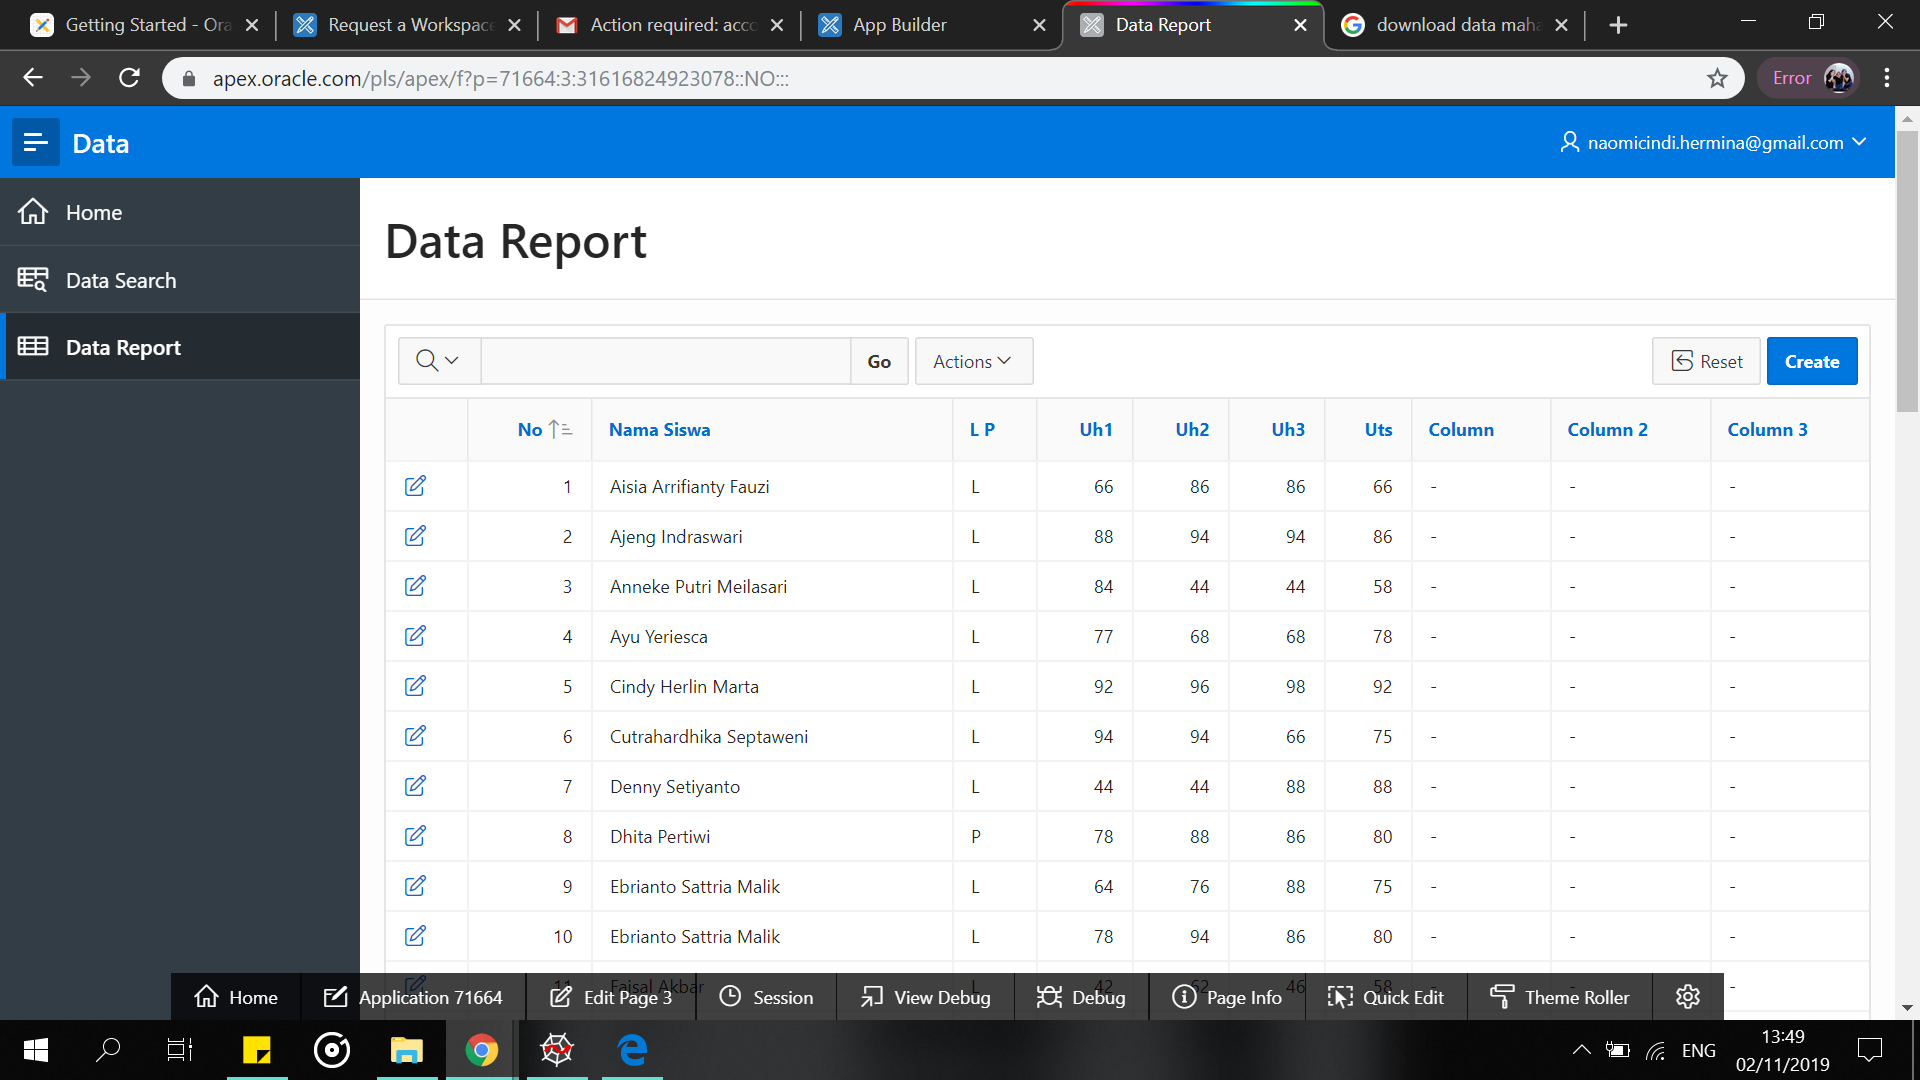 Getting Started - Ora
Request a Workspace
Action required: acco
App Builder
Data Report
download data maha
apex.oracle.com/pls/apex/f?p=71664:3:31616824923078::NO:::
Error
Data
naomicindi.hermina@gmail.com
Home
Data Search
Data Report
Data Report
Go
Actions
Reset
Create
No Nama Siswa L P Uh1 Uh2 Uh3 Uts Column Column 2 Column 3
1 Aisia Arrifianty Fauzi L 66 86 86 66 - - -
2 Ajeng Indraswari L 88 94 94 86 - - -
3 Anneke Putri Meilasari L 84 44 44 58 - - -
4 Ayu Yeriesca L 77 68 68 78 - - -
5 Cindy Herlin Marta L 92 96 98 92 - - -
6 Cutrahardhika Septaweni L 94 94 66 75 - - -
7 Denny Setiyanto L 44 44 88 88 - - -
8 Dhita Pertiwi P 78 88 86 80 - - -
9 Ebrianto Sattria Malik L 64 76 88 75 - - -
10 Ebrianto Sattria Malik L 78 94 86 80 - - -
11 Faisal Akbar L 42 62 46 58 - - -
Home Application 71664 Edit Page 3 Session View Debug Debug Page Info Quick Edit Theme Roller
ENG
13:49
02/11/2019